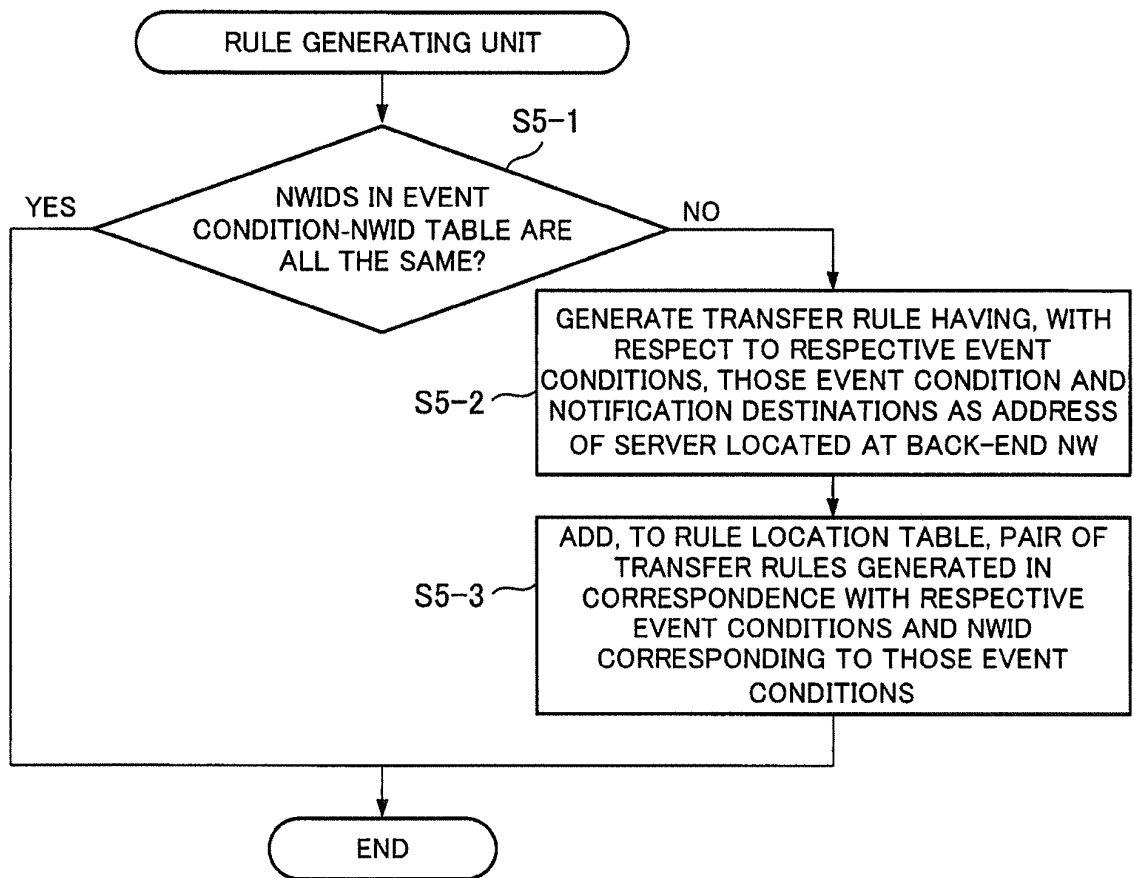 RULE GENERATING UNIT
S5-1
NWIDS IN EVENT
CONDITION-NWID TABLE ARE
ALL THE SAME?
YES
NO
S5-2
GENERATE TRANSFER RULE HAVING, WITH
RESPECT TO RESPECTIVE EVENT
CONDITIONS, THOSE EVENT CONDITION AND
NOTIFICATION DESTINATIONS AS ADDRESS
OF SERVER LOCATED AT BACK-END NW
S5-3
ADD, TO RULE LOCATION TABLE, PAIR OF
TRANSFER RULES GENERATED IN
CORRESPONDENCE WITH RESPECTIVE
EVENT CONDITIONS AND NWID
CORRESPONDING TO THOSE EVENT
CONDITIONS
END